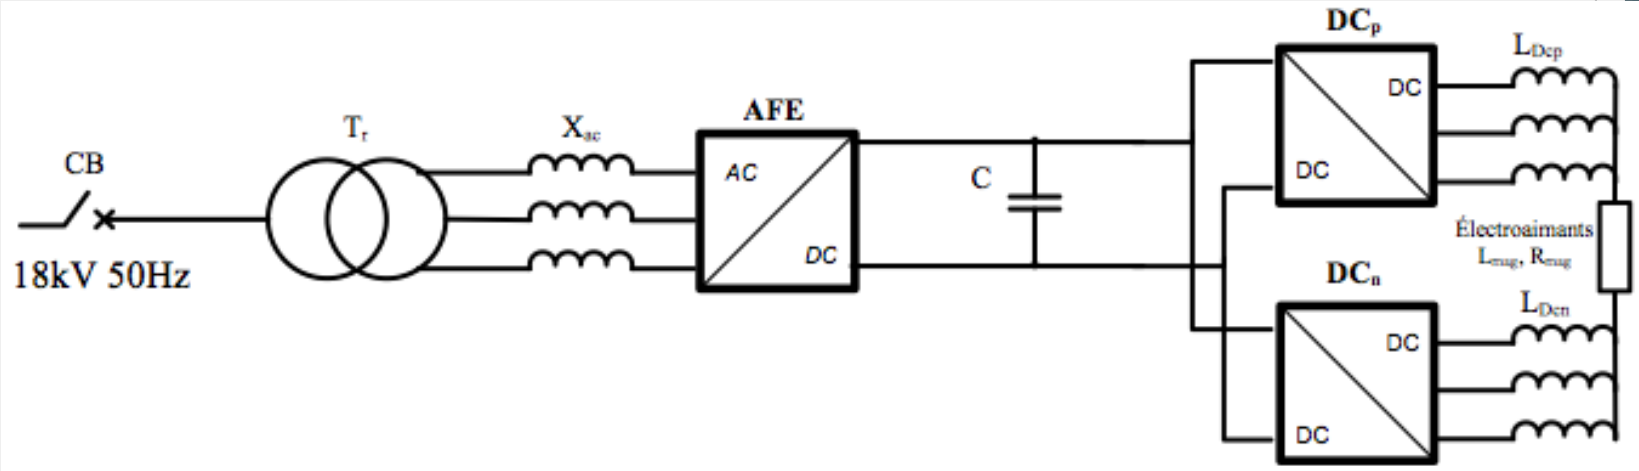 CB
18kV 50Hz
Tr
Xac
AFE
AC
DC
C
DCp
DC
DC
LDcp
Électroaimants
Lmag, Rmag
DCn
DC
DC
LDcn